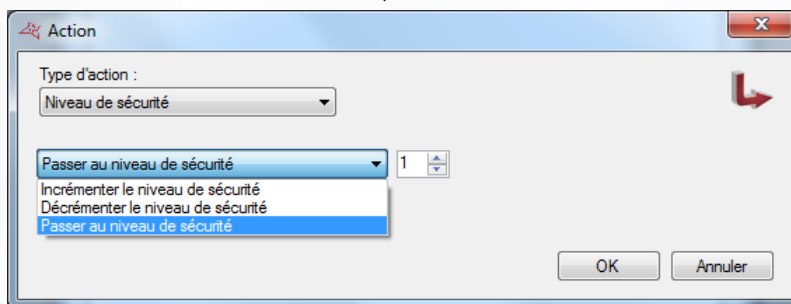 Action
Type d'action :
Niveau de sécurité
Passer au niveau de sécurité 1
Incrémenter le niveau de sécurité
Décrémenter le niveau de sécurité
Passer au niveau de sécurité
OK Annuler